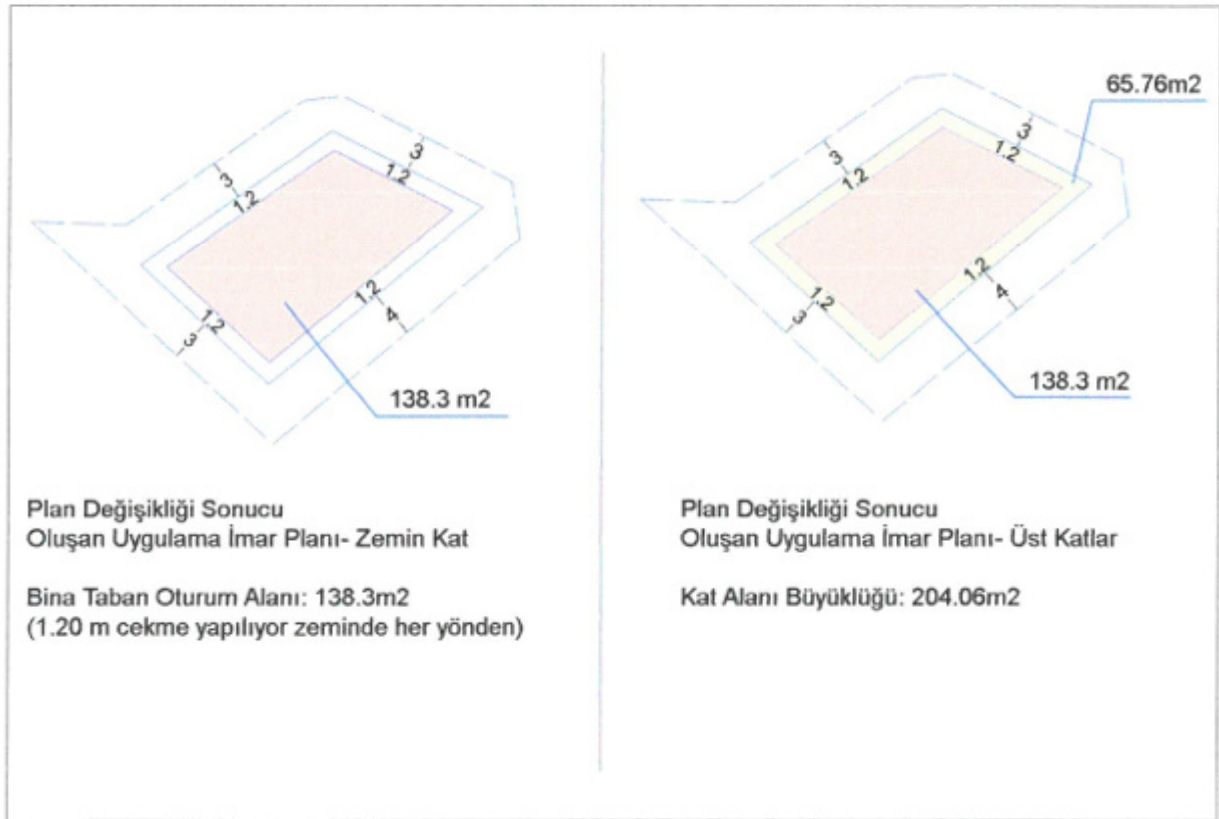 3
1.2
3
1.2
1.2
3
1.2
4
138.3 m2
Plan Değişikliği Sonucu
Oluşan Uygulama İmar Planı- Zemin Kat
Bina Taban Oturum Alanı: 138.3m2
(1.20 m cekme yapılıyor zeminde her yönden)
65.76m2
3
1.2
3
1.2
1.2
3
1.2
4
138.3 m2
Plan Değişikliği Sonucu
Oluşan Uygulama İmar Planı- Üst Katlar
Kat Alanı Büyüklüğü: 204.06m2